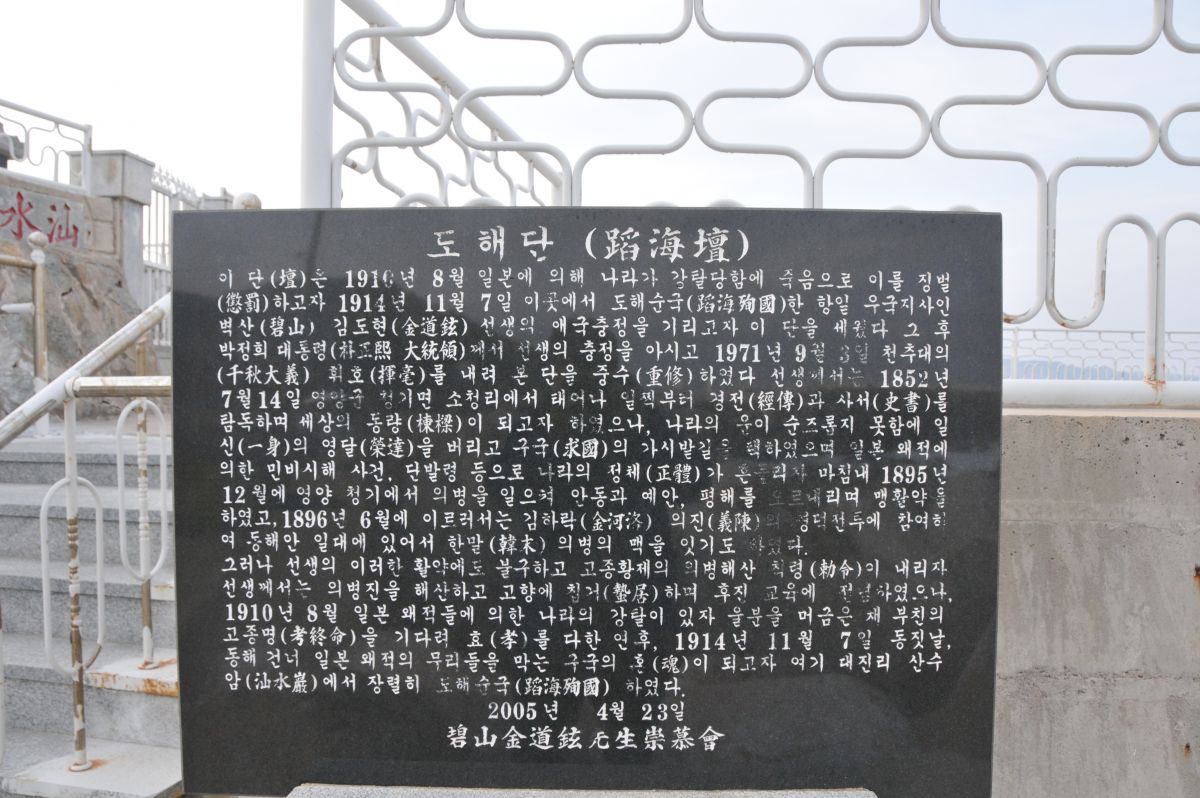 水汕
도해단 (蹈海壇)
이 단(壇)은 1910년 8월 일본에 의해 나라가 강탈당함에 죽음으로 이를 징벌
(懲罰)하고자 1914년 11월 7일 이곳에서 도해순국(蹈海殉國)한 항일 우국지사인
벽산(碧山) 김도현(金道鉉) 선생의 애국충정을 기리고자 이 단을 세웠다 그 후
박정희 대통령(朴正熙 大統領)께서 선생의 충정을 아시고 1971년 9월 일 천추대의
(千秋大義) 휘호(揮毫)를 내려 본 단을 중수(重修)하였다 선생께서는 1852년
7월 14일 영양군 청기면 소청리에서 태어나 일찍부터 경전(經傳)과 사서(史書)를
탐독하며 세상의 동량(棟樑)이 되고자 하였으나, 나라의 운이 순조롭지 못함에 일
신(一身)의 영달(榮達)을 버리고 구국(求國)의 가시밭길을 택하였으며 일본 왜적에
의한 민비시해 사건, 단발령 등으로 나라의 정체(正體)가 흔들리자 마침내 1895년
12월에 영양 청기에서 의병을 일으켜 안동과 예안, 평해를 오르내리며 맹활약을
하였고, 1896년 6월에 이르러서는 김하락(金河洛) 의진(義陳)의 영덕전투에 참여하
여 동해안 일대에 있어서 한말(韓末) 의병의 맥을 잇기도 하였다.
그러나 선생의 이러한 활약에도 불구하고 고종황제의 의병해산 칙령(勅令)이 내리자
선생께서는 의병진을 해산하고 고향에 칩거(蟄居)하며 후진 교육에 전념하였으나,
1910년 8월 일본 왜적들에 의한 나라의 강탈이 있자 울분을 머금은 채 부친의
고종명(考終命)을 기다려 효(孝)를 다한 연후, 1914년 11월 7일 동짓날,
동해 건너 일본 왜적의 무리들을 막는 구국의 혼(魂)이 되고자 여기 대진리 산수
암(汕水巖)에서 장렬히 도해순국(蹈海殉國) 하였다.
2005년 4월 23일
碧山金道鉉先生崇慕會